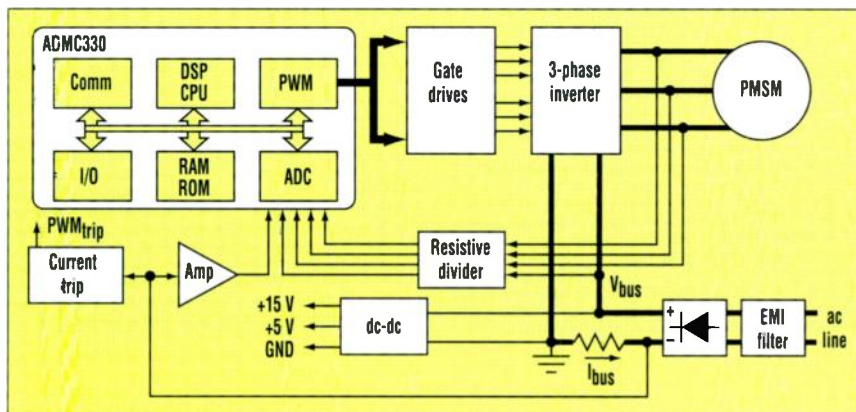 ADMC330
Comm
DSP
CPU
PWM
I/O
RAM
ROM
ADC
Gate
drives
3-phase
inverter
PMSM
PWMtrip
Current
trip
Amp
Resistive
divider
Vbus
+15 V
+5 V
GND
dc-dc
Ibus
+
−
EMI
filter
ac
line